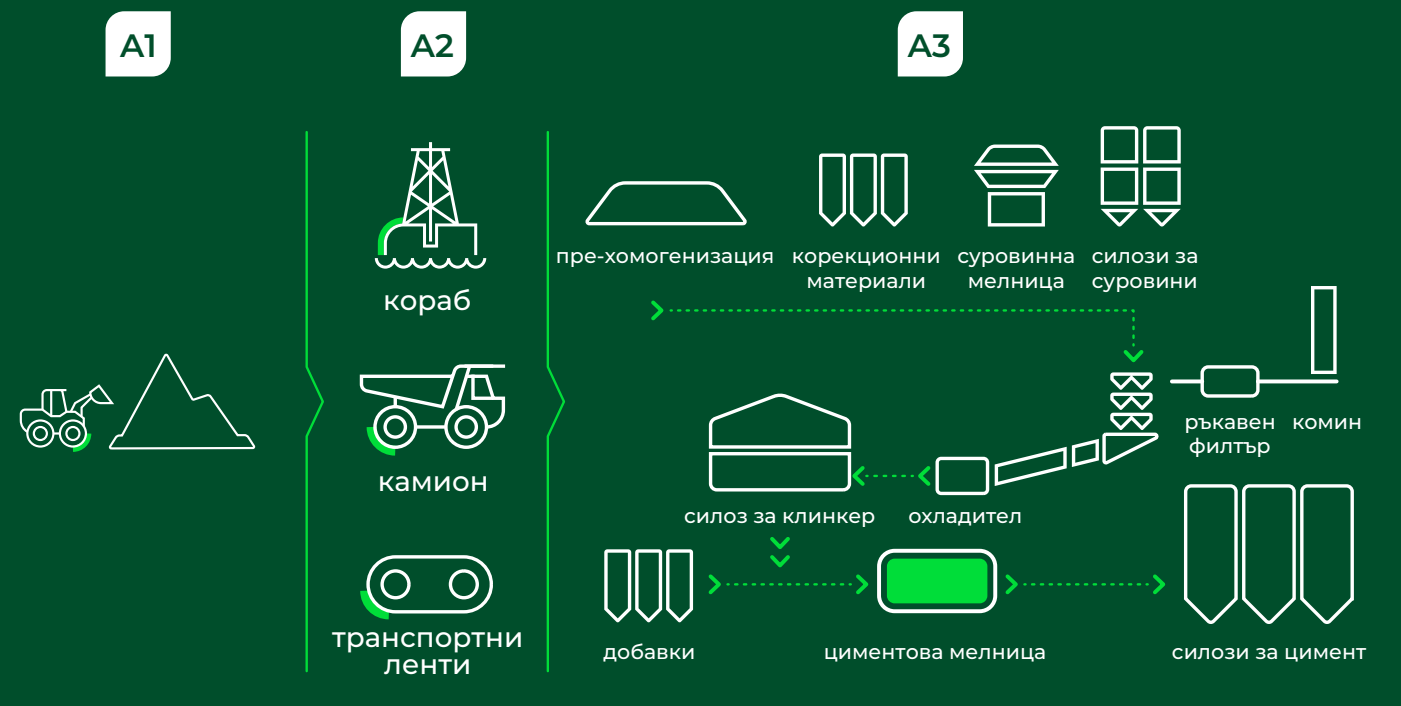 A1
A2
A3
кораб
камион
транспортни
ленти
пре-хомогенизация
корекционни
материали
суровинна
мелница
силози за
суровини
ръкавен
филтър
комин
силоз за клинкер
охладител
добавки
циментова мелница
силози за цимент